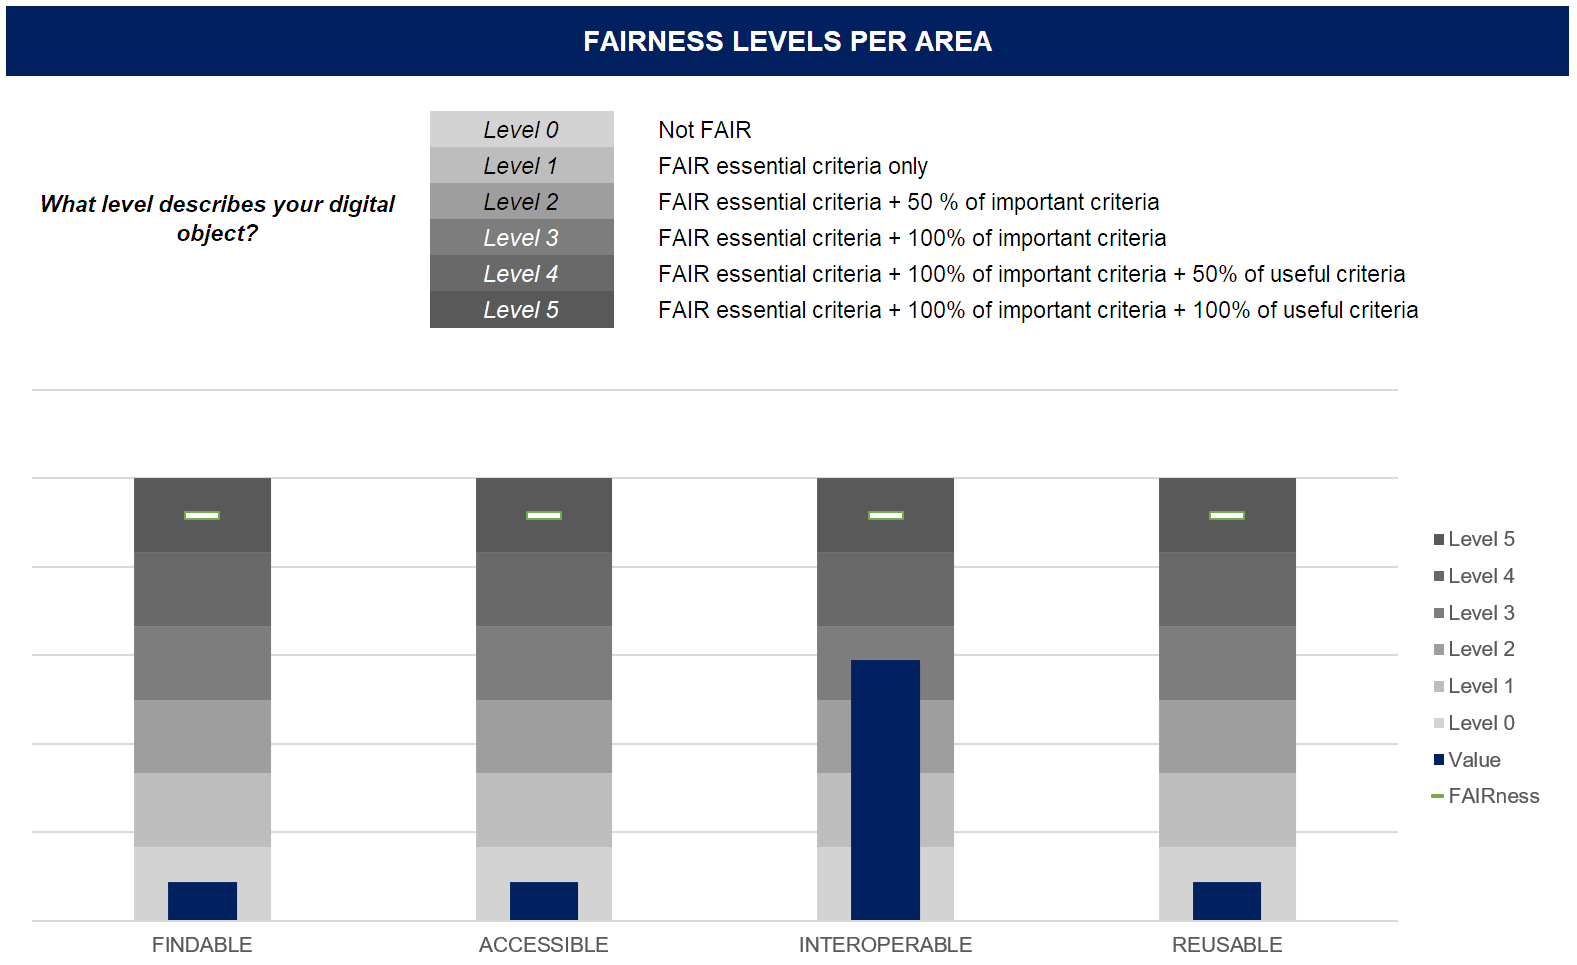 FAIRNESS LEVELS PER AREA
What level describes your digital
object?
Level 0 Not FAIR
Level 1 FAIR essential criteria only
Level 2 FAIR essential criteria + 50 % of important criteria
Level 3 FAIR essential criteria + 100% of important criteria
Level 4 FAIR essential criteria + 100% of important criteria + 50% of useful criteria
Level 5 FAIR essential criteria + 100% of important criteria + 100% of useful criteria
Level 5
Level 4
Level 3
Level 2
Level 1
Level 0
Value
FAIRness
FINDABLE ACCESSIBLE INTEROPERABLE REUSABLE